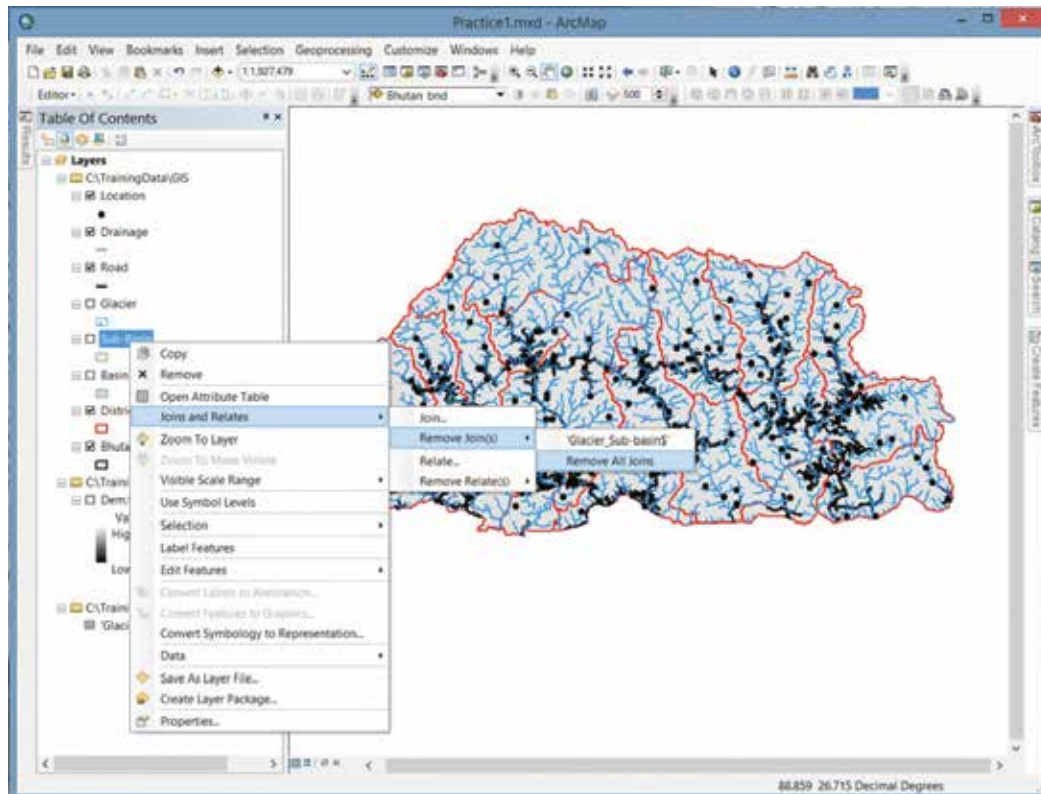 Practice1.mxd - ArcMap
File Edit View Bookmarks Insert Selection Geoprocessing Customize Windows Help
1:1,927,479
Editor
Bhutan bnd
500
Table Of Contents
Results
Layers
C:\TrainingData\GIS
Location
Drainage
Road
Glacier
Sub-Basin
Copy
Basin
Remove
Open Attribute Table
Distri
Joins and Relates
Join...
Zoom To Layer
Remove Join(s)
'Glacier_Sub-basin$'
Bhuta
Zoom To Make Visible
Relate...
Remove All Joins
C:\Traini
Visible Scale Range
Remove Relate(s)
Dem.
Use Symbol Levels
Va
Selection
Hig
Label Features
Low
Edit Features
Convert Labels to Annotation...
C:\Traini
Convert Features to Graphics...
'Glaci
Convert Symbology to Representation...
Data
Save As Layer File...
Create Layer Package...
Properties...
ArcToolbox
Catalog
Search
Create Features
88.859 26.715 Decimal Degrees